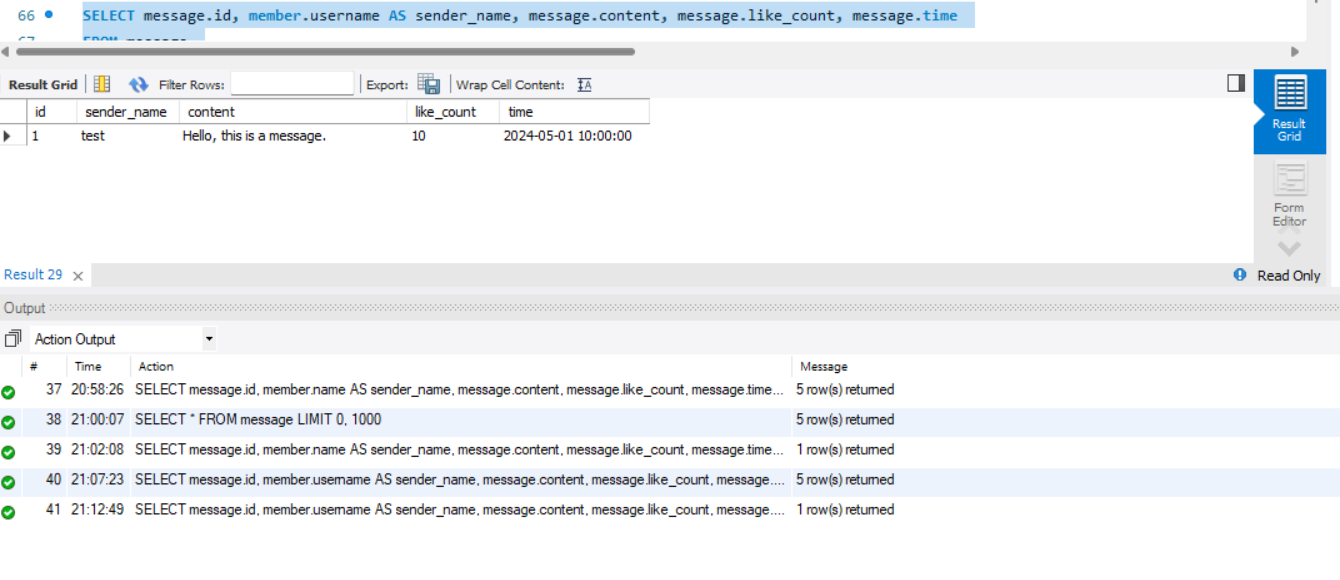 66 SELECT message.id, member.username AS sender_name, message.content, message.like_count, message.time
67 FROM message
Result Grid Filter Rows: Export: Wrap Cell Content:
id sender_name content like_count time
1 test Hello, this is a message. 10 2024-05-01 10:00:00
Result Grid
Form Editor
Result 29 Read Only
Output
Action Output
# Time Action Message
37 20:58:26 SELECT message.id, member.name AS sender_name, message.content, message.like_count, message.time... 5 row(s) returned
38 21:00:07 SELECT * FROM message LIMIT 0, 1000 5 row(s) returned
39 21:02:08 SELECT message.id, member.name AS sender_name, message.content, message.like_count, message.time... 1 row(s) returned
40 21:07:23 SELECT message.id, member.username AS sender_name, message.content, message.like_count, message.... 5 row(s) returned
41 21:12:49 SELECT message.id, member.username AS sender_name, message.content, message.like_count, message.... 1 row(s) returned